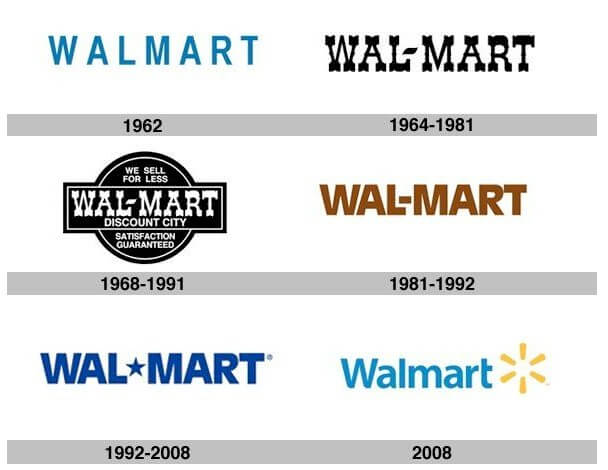 WALMART
WAL-MART
1962
1964-1981
WE SELL
FOR LESS
WAL-MART
DISCOUNT CITY
SATISFACTION
GUARANTEED
WAL-MART
1968-1991
1981-1992
WAL★MART®
Walmart
1992-2008
2008